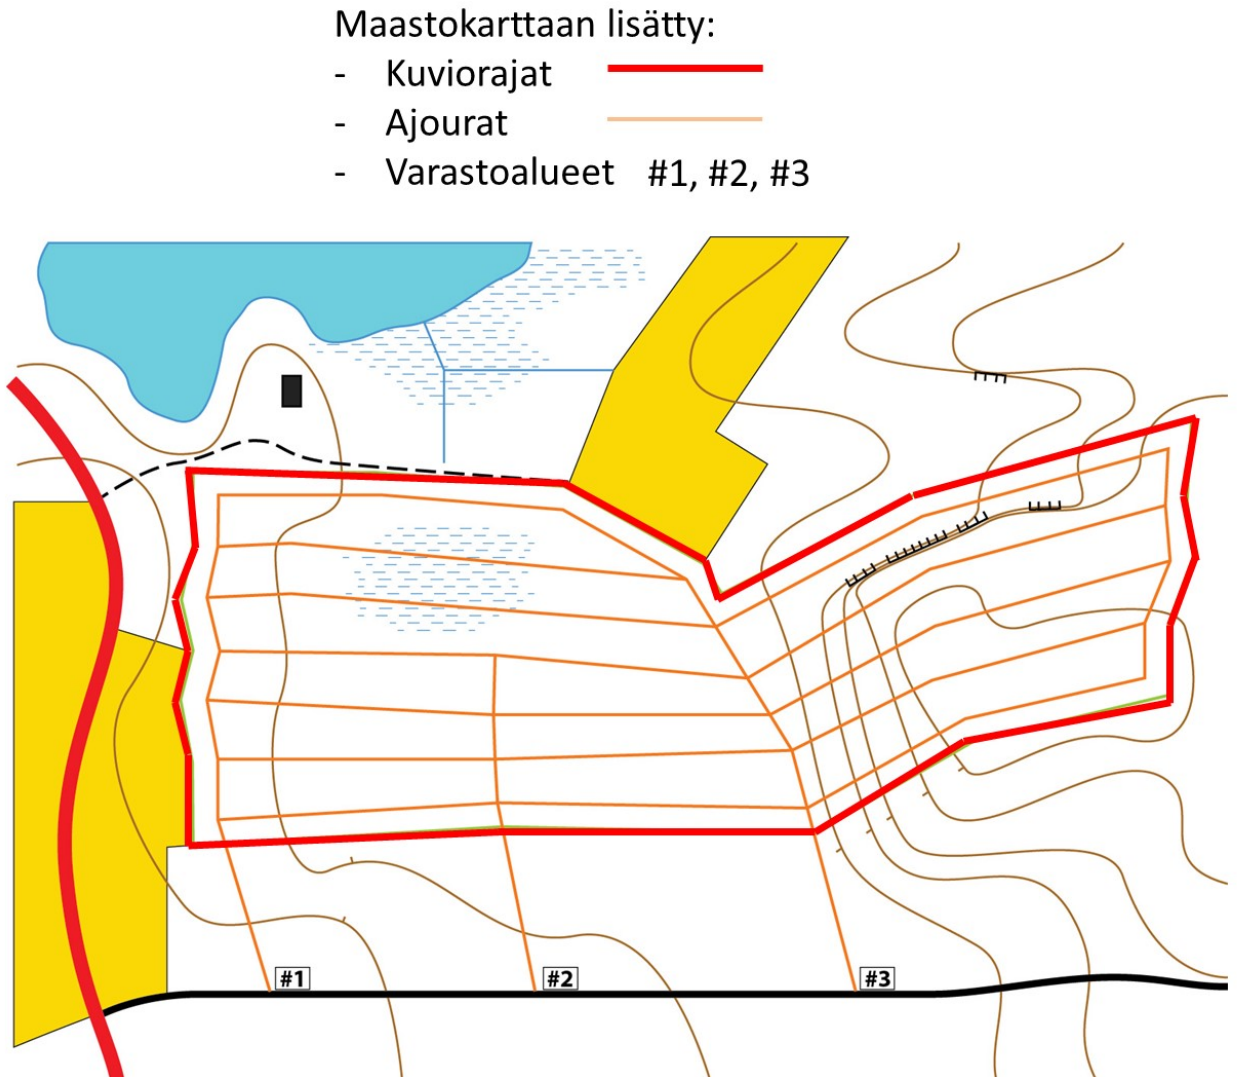 Maastokarttaan lisätty:
- Kuviorajat
- Ajourat
- Varastoalueet #1, #2, #3
#1
#2
#3